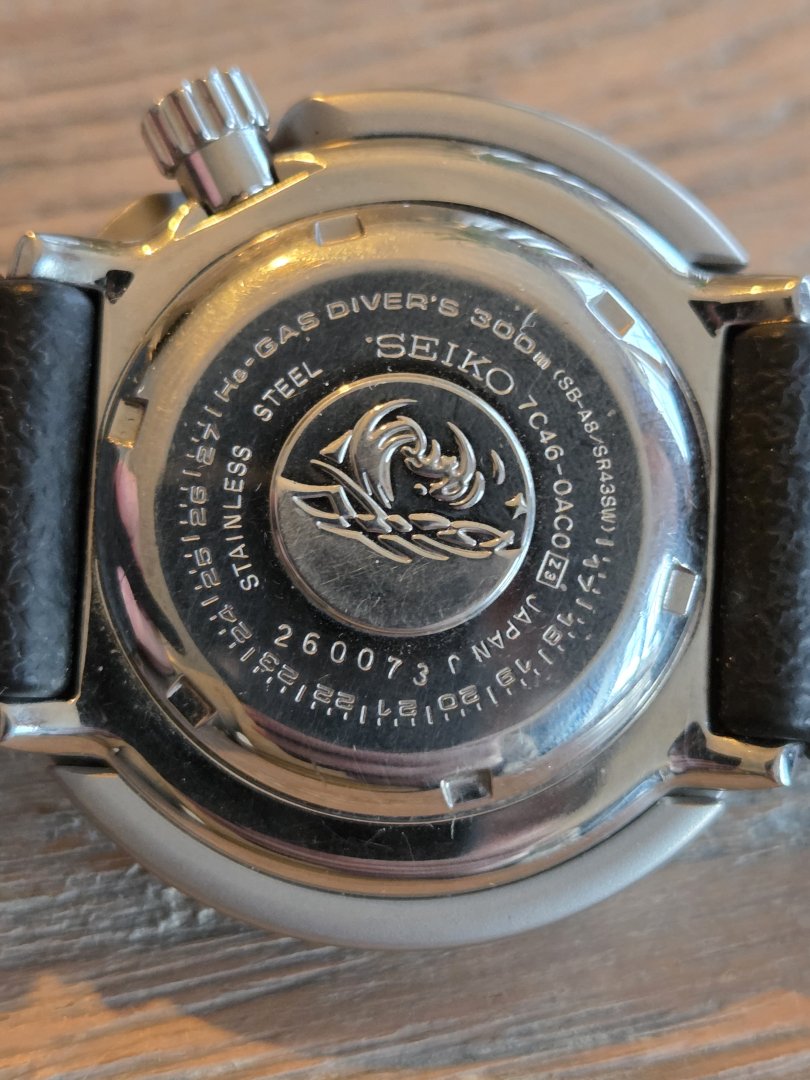 He-GAS DIVER'S 300m (SB-A8/SR43SW)
SEIKO
7C46-0AC0 Z3 JAPAN J
260073
STAINLESS STEEL
17 18 19 20 21 22 23 24 25 26 27